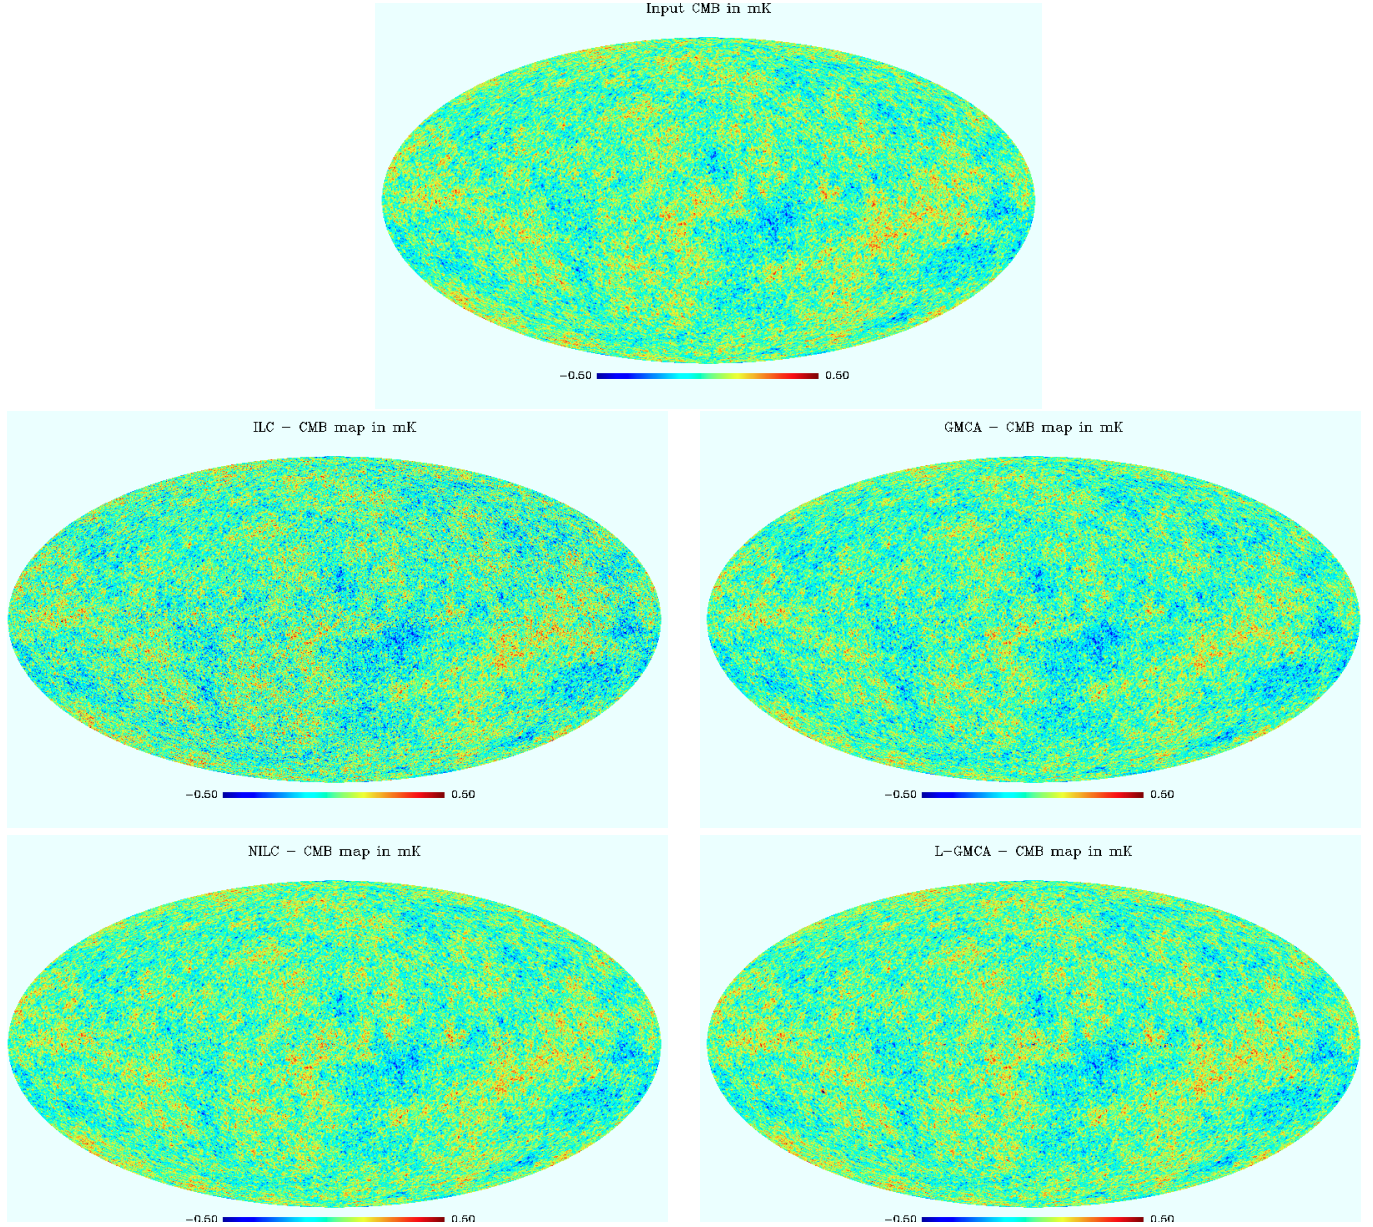 Input CMB in mK
−0.50 0.50
ILC − CMB map in mK
GMCA − CMB map in mK
−0.50 0.50
−0.50 0.50
NILC − CMB map in mK
L−GMCA − CMB map in mK
−0.50 0.50
−0.50 0.50